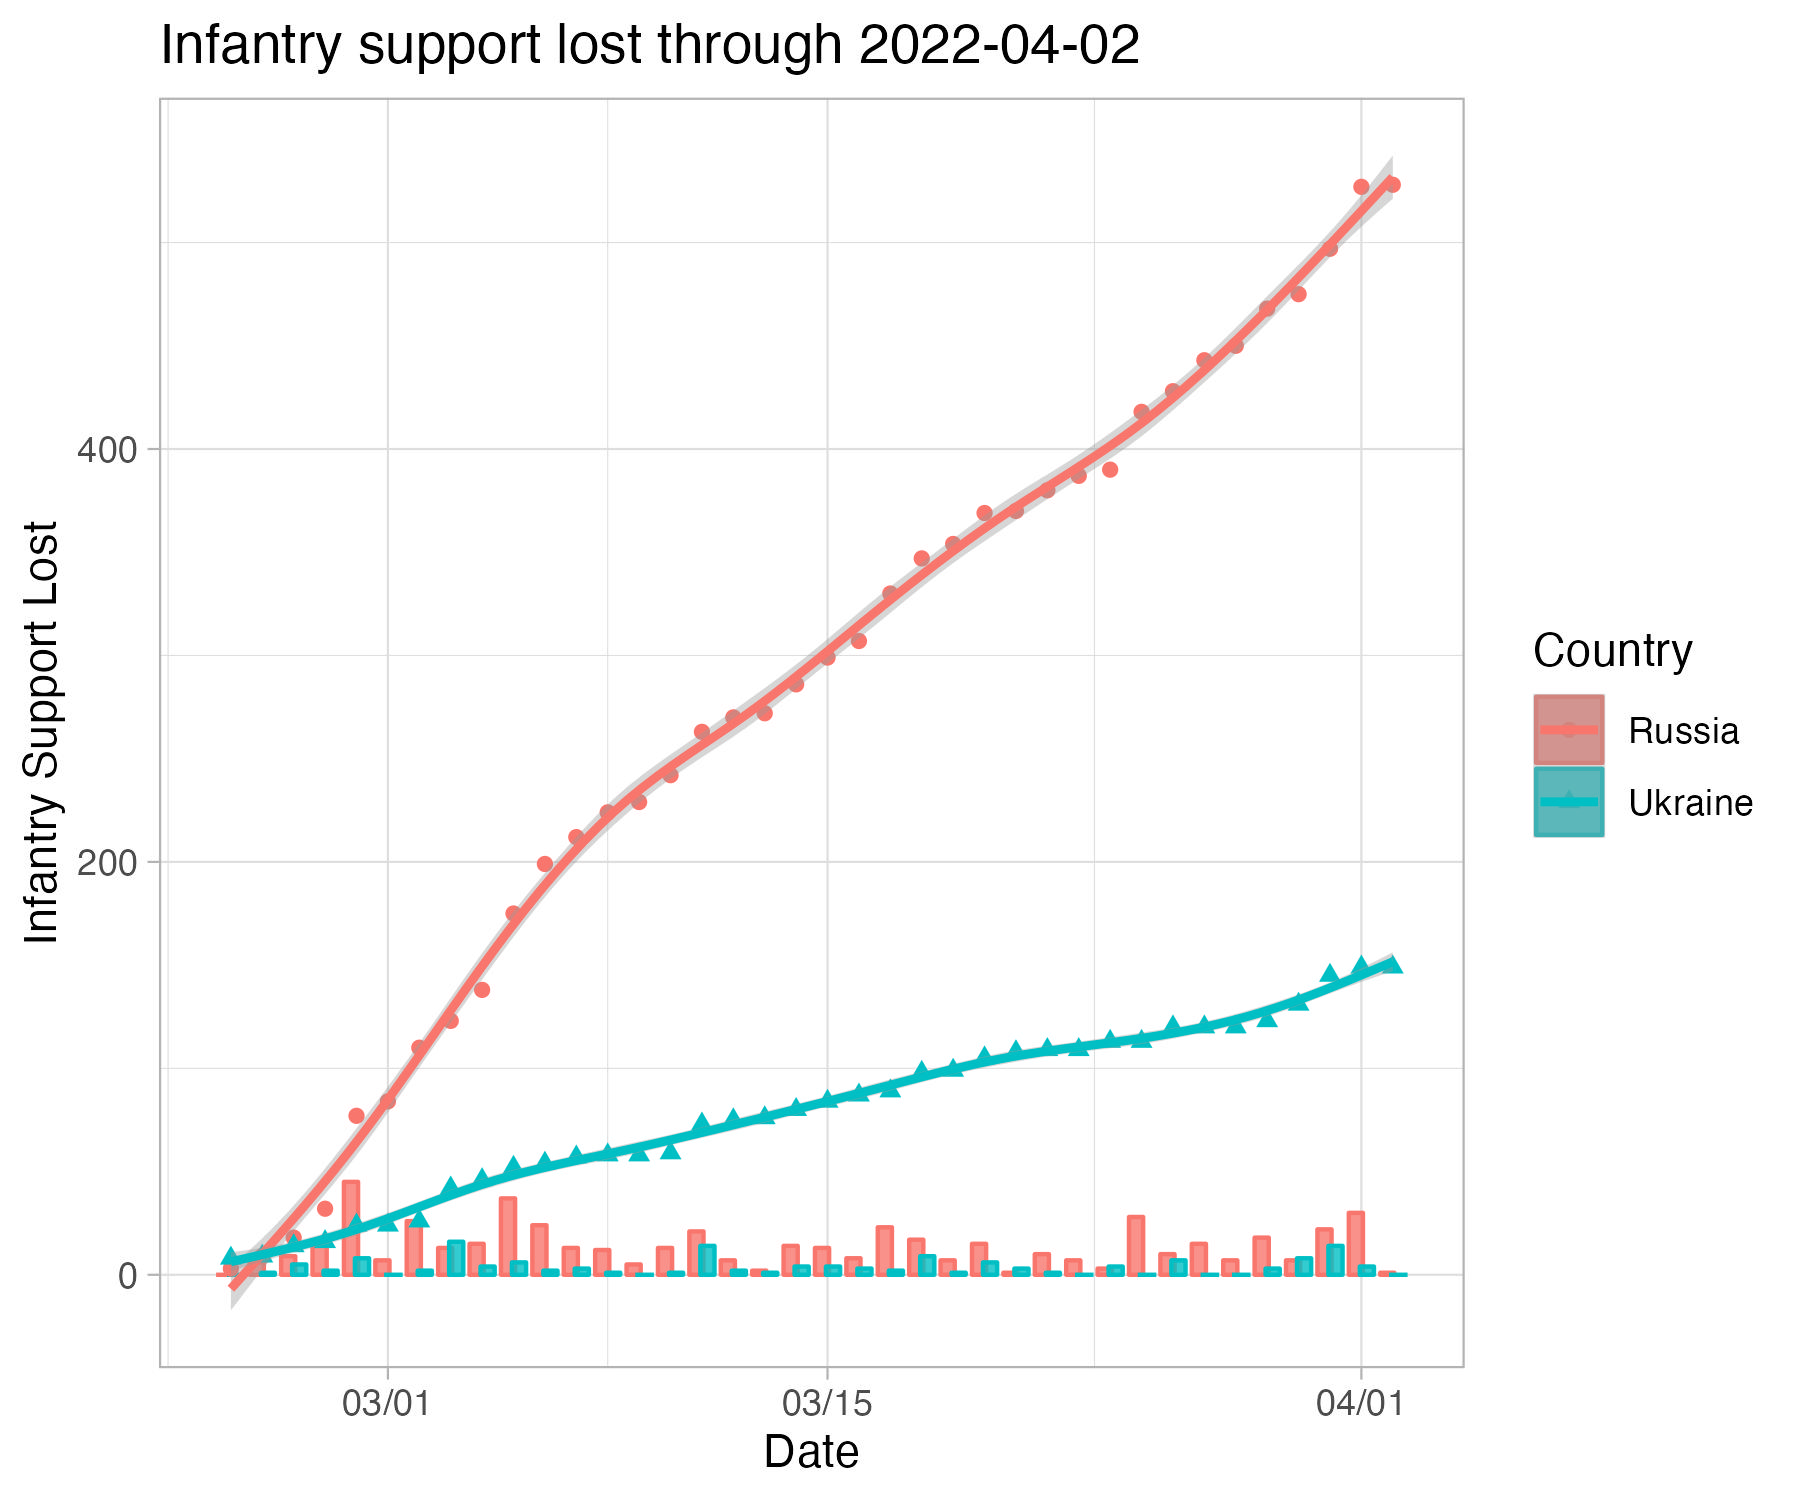 Infantry support lost through 2022-04-02
Infantry Support Lost
400
200
0
03/01
03/15
04/01
Date
Country
Russia
Ukraine